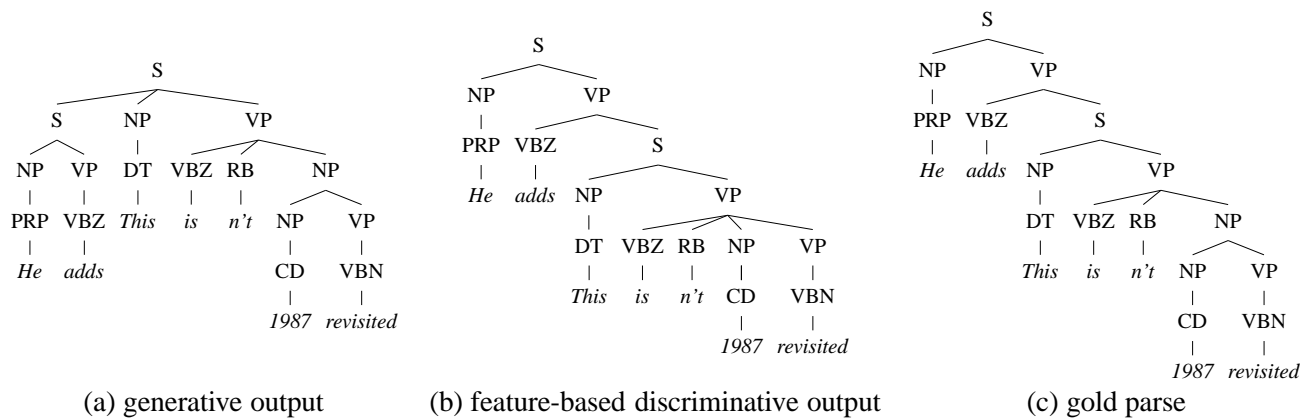 S
S NP VP
NP VP DT VBZ RB NP
PRP VBZ This is n't NP VP
He adds CD VBN
1987 revisited
(a) generative output
S
NP VP
PRP VBZ S
He adds NP VP
DT VBZ RB NP VP
This is n't CD VBN
1987 revisited
(b) feature-based discriminative output
S
NP VP
PRP VBZ S
He adds NP VP
DT VBZ RB NP
This is n't NP VP
CD VBN
1987 revisited
(c) gold parse